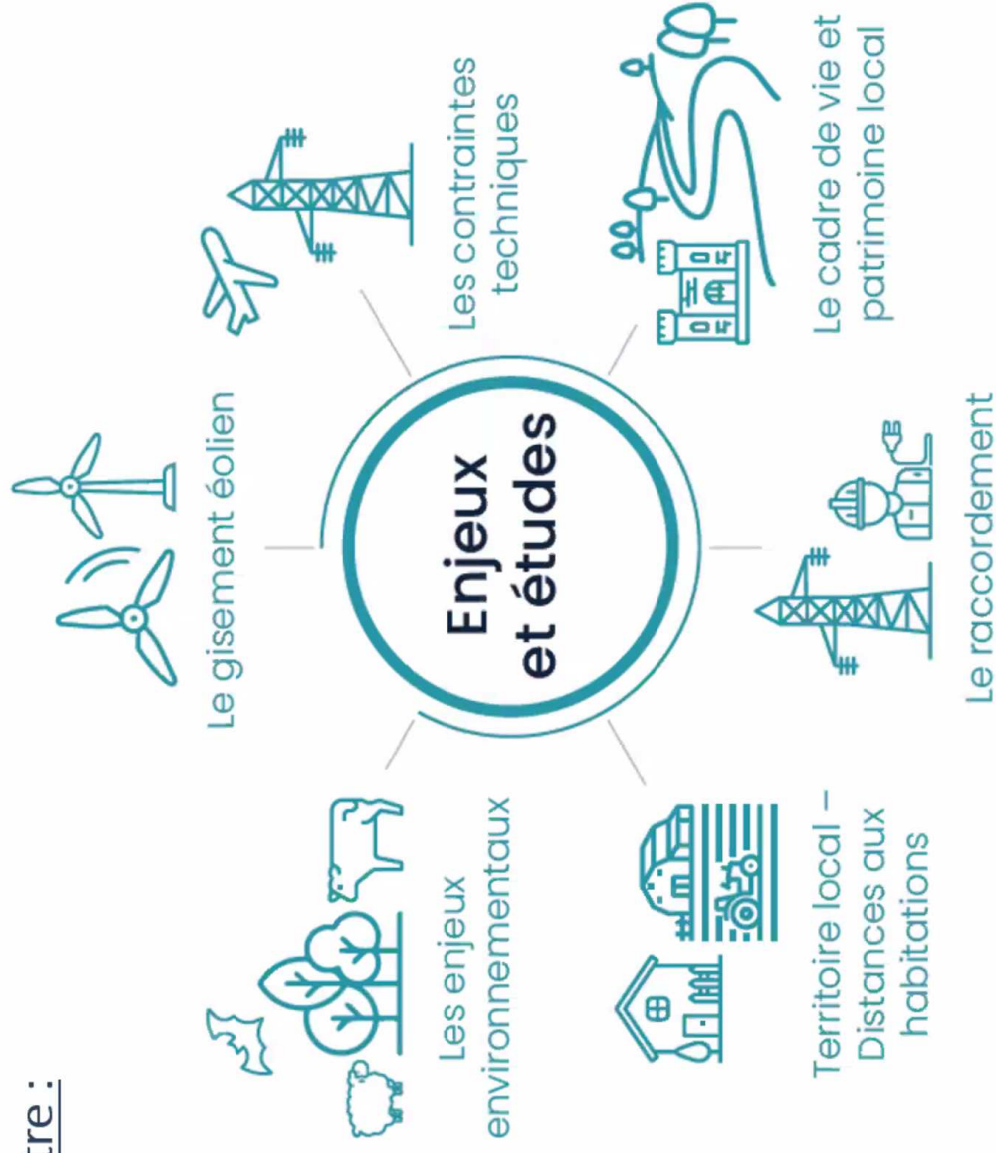 tre :
Le gisement éolien
Les contraintes
techniques
Le cadre de vie et
patrimoine local
Le raccordement
Territoire local –
Distances aux
habitations
Les enjeux
environnementaux
Enjeux
et études